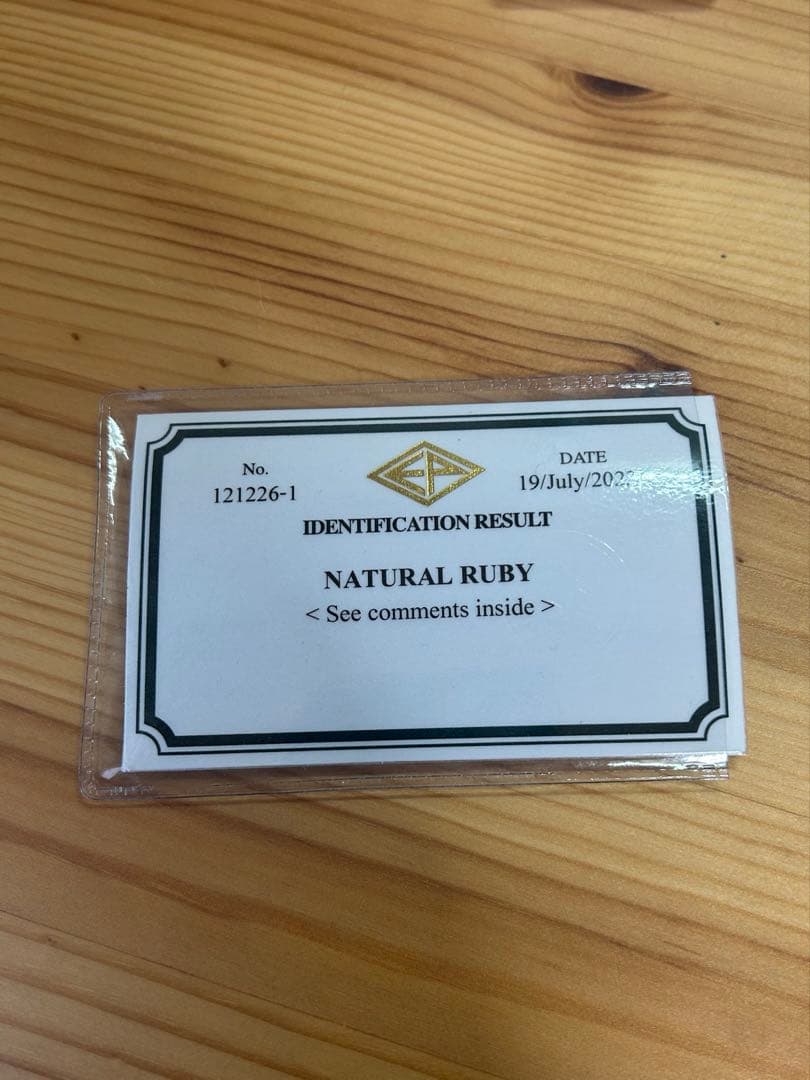 No.
121226-1
DATE
19/July/202
IDENTIFICATION RESULT
NATURAL RUBY
< See comments inside >